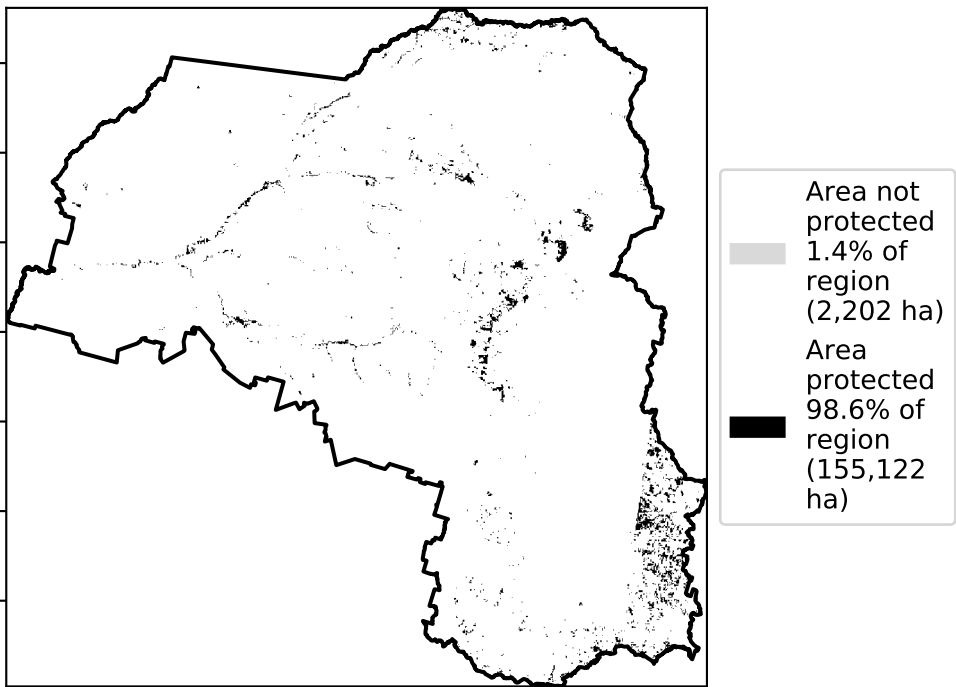 Area not
protected
1.4% of
region
(2,202 ha)
Area
protected
98.6% of
region
(155,122
ha)